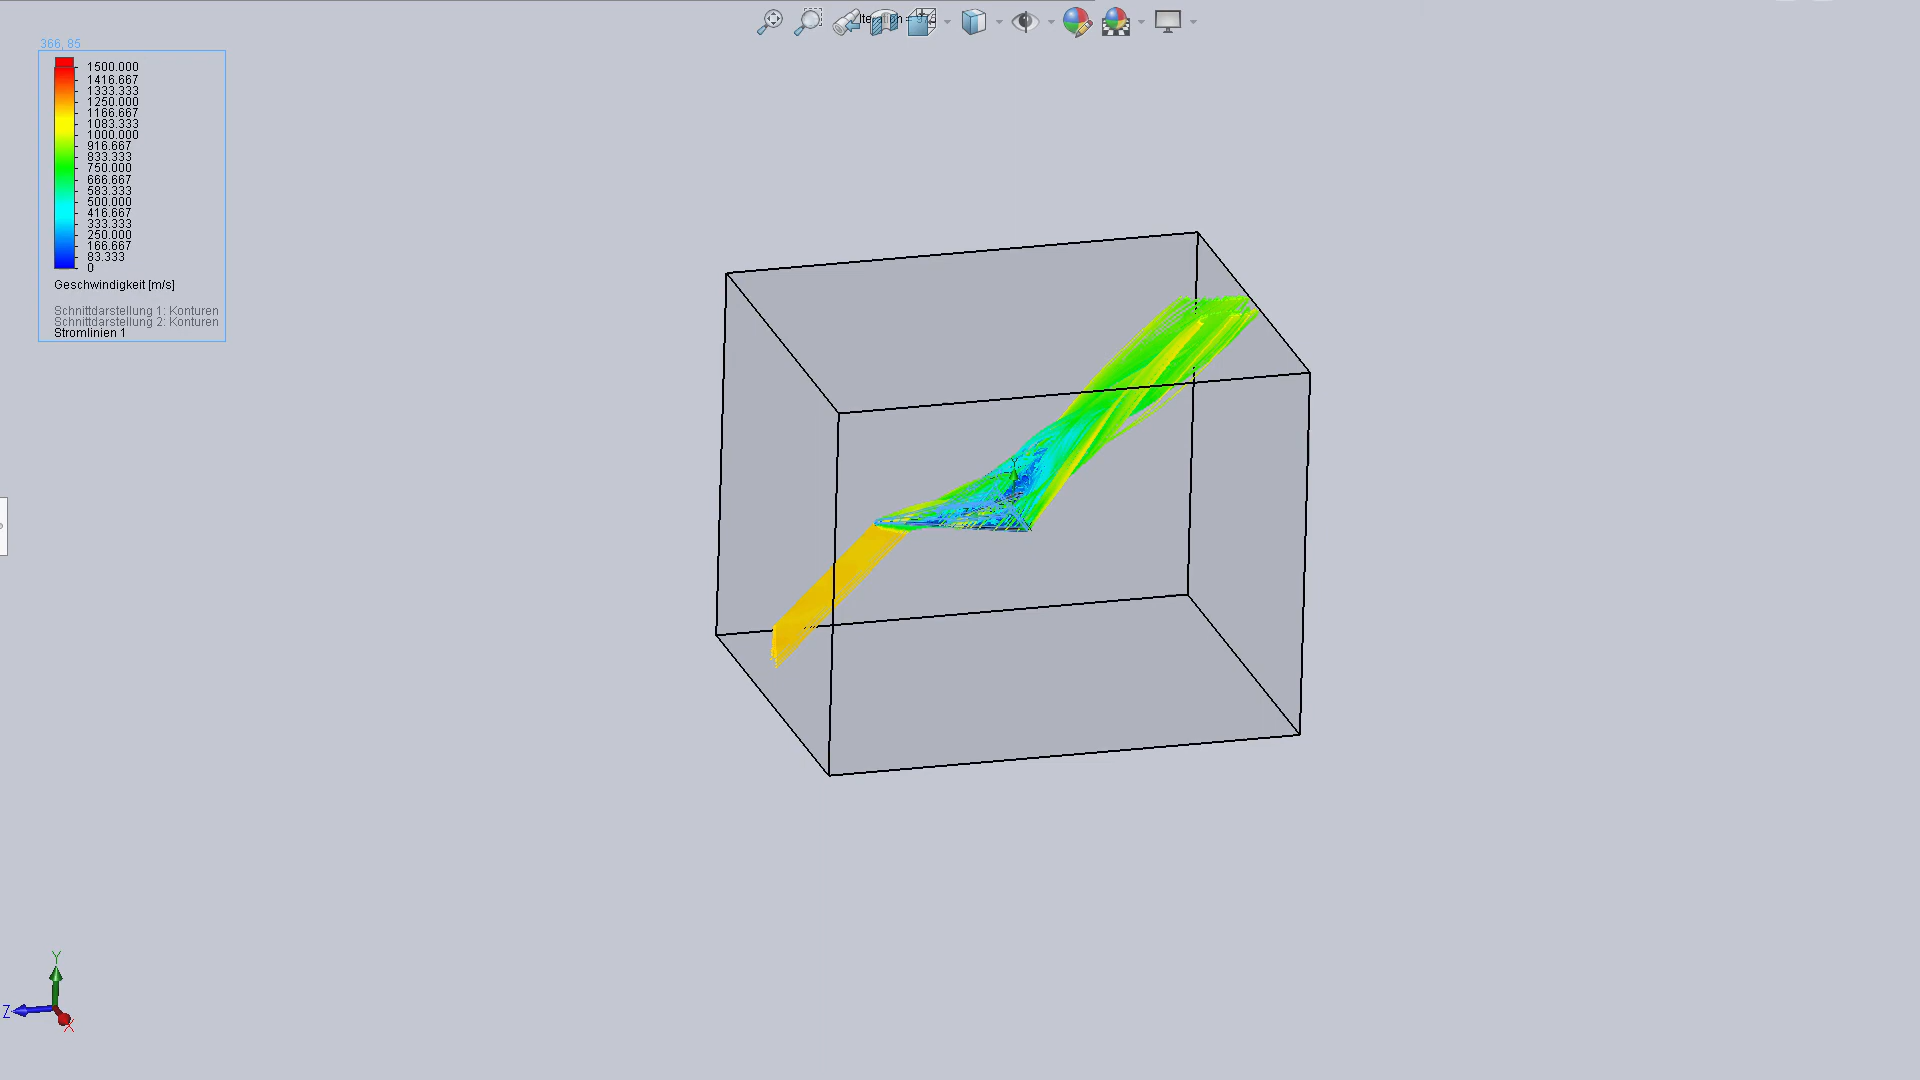 Iteration =
366, 85
1500.000
1416.667
1333.333
1250.000
1166.667
1083.333
1000.000
916.667
833.333
750.000
666.667
583.333
500.000
416.667
333.333
250.000
166.667
83.333
0
Geschwindigkeit [m/s]
Schnittdarstellung 1: Konturen
Schnittdarstellung 2: Konturen
Stromlinien 1
Y
Y
Z
X